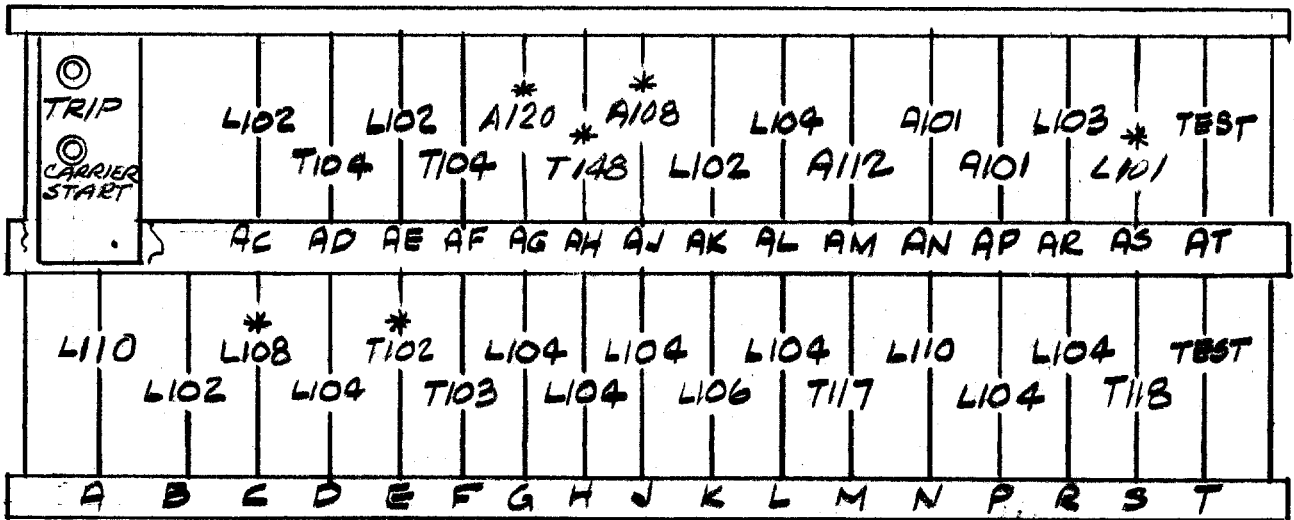 TRIP
CARRIER
START
L102 L102 *A120 *A108 L104 A101 L103 TEST
T104 T104 *T148 L102 A112 A101 *L101
AC AD AE AF AG AH AJ AK AL AM AN AP AR AS AT
L110 *L108 *T102 L104 L104 L104 L110 L104 TEST
L102 L104 T103 L104 L106 T117 L104 T118
A B C D E F G H J K L M N P R S T